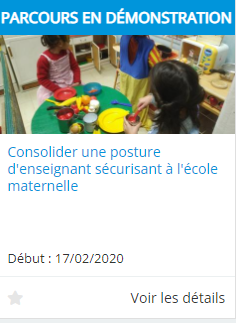 PARCOURS EN DÉMONSTRATION
Consolider une posture
d'enseignant sécurisant à l'école
maternelle
Début : 17/02/2020
Voir les détails